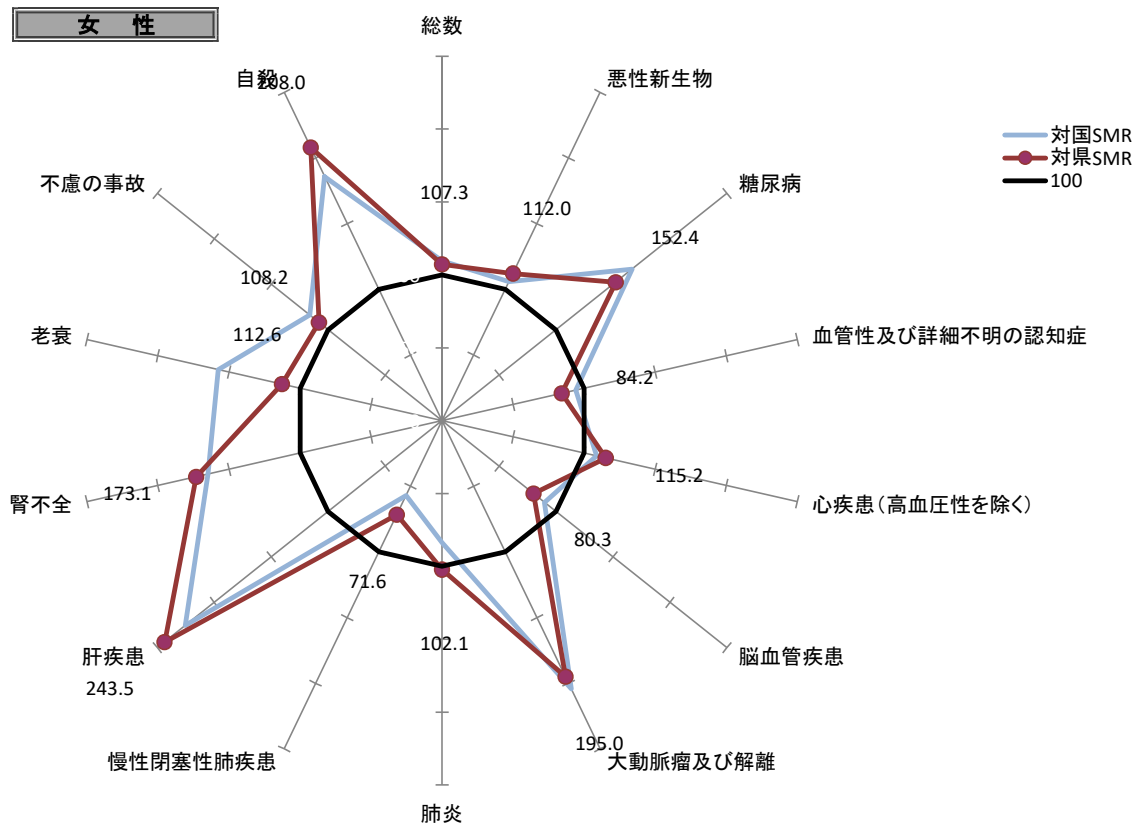 女 性
総数
自殺
208.0
悪性新生物
対国SMR
対県SMR
100
不慮の事故
糖尿病
107.3
112.0
152.4
108.2
老衰
112.6
血管性及び詳細不明の認知症
84.2
115.2
腎不全
173.1
心疾患(高血圧性を除く)
80.3
71.6
102.1
肝疾患
243.5
脳血管疾患
195.0
慢性閉塞性肺疾患
大動脈瘤及び解離
肺炎